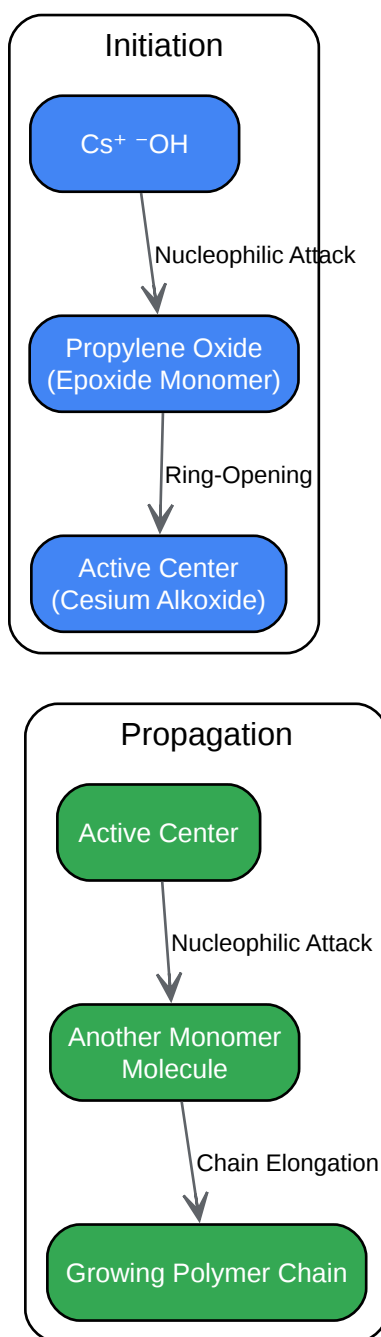 Initiation
Cs⁺ ⁻OH
Nucleophilic Attack
Propylene Oxide
(Epoxide Monomer)
Ring-Opening
Active Center
(Cesium Alkoxide)
Propagation
Active Center
Nucleophilic Attack
Another Monomer
Molecule
Chain Elongation
Growing Polymer Chain